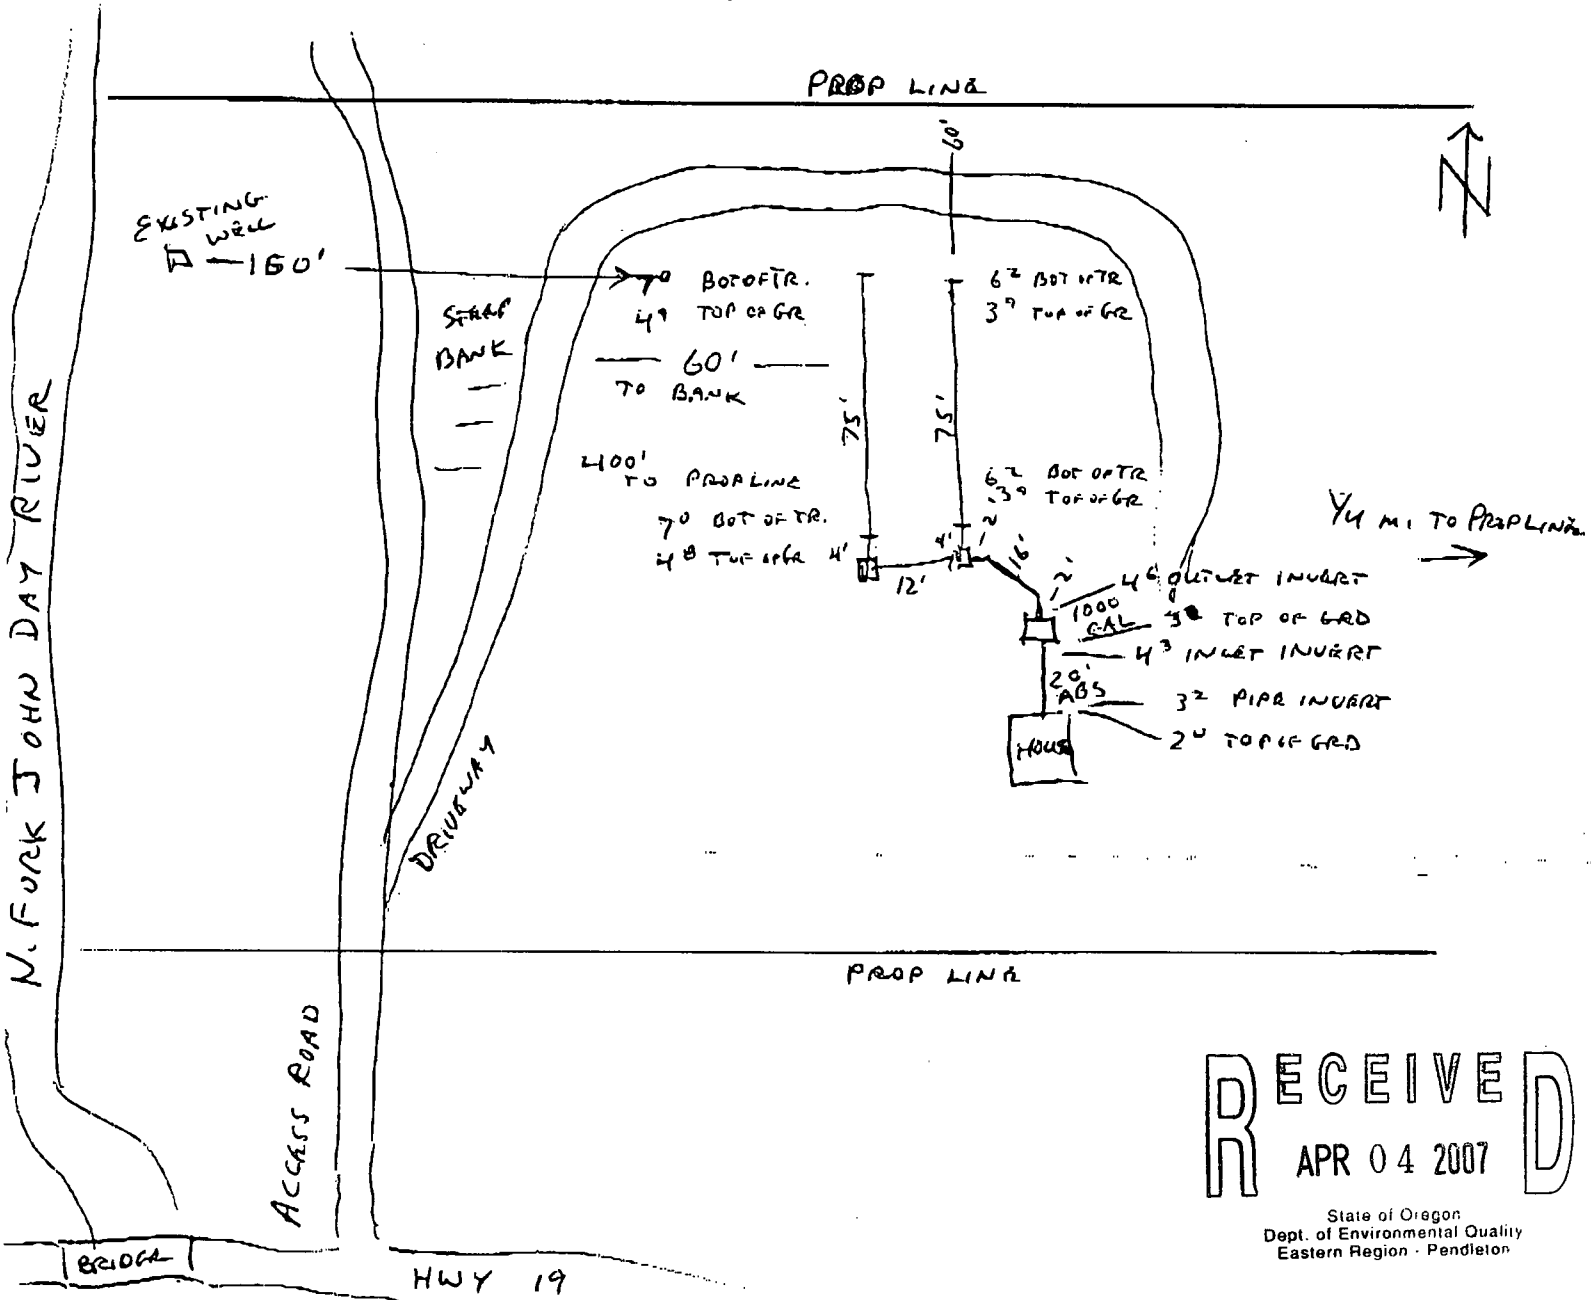 PROP LINE
60'
N
EXISTING
WELL
160'
7⁰ BOT OF TR.
4⁹ TOP OF GR
6² BOT OF TR
3⁹ TOP OF GR
STEEP
BANK
60'
TO BANK
75'
75'
400'
TO PROP LINE
7⁰ BOT OF TR.
4⁸ TOP OF GR
6² BOT OF TR
3⁹ TOP OF GR
4'
4'
2'
12'
16'
2'
1/4 MI TO PROP LINE
4⁶ OUTLET INVERT
1000
GAL
TOP OF GRD
4³ INLET INVERT
20'
ABS
3² PIPE INVERT
2⁰ TOP OF GRD
HOUSE
N. FORK JOHN DAY RIVER
DRIVEWAY
PROP LINE
ACCESS ROAD
BRIDGE
HWY 19
RECEIVED
APR 04 2007
State of Oregon
Dept. of Environmental Quality
Eastern Region - Pendleton